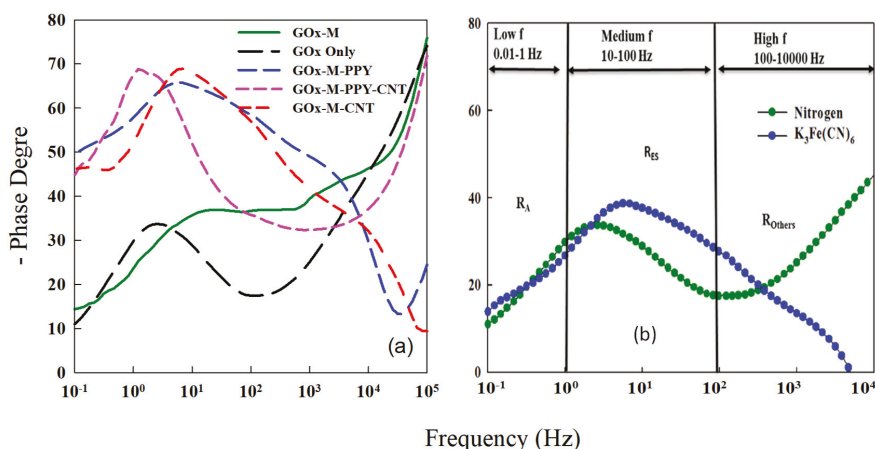 - Phase Degre
80
70
60
50
40
30
20
10
0
GOx-M
GOx Only
GOx-M-PPY
GOx-M-PPY-CNT
GOx-M-CNT
(a)
10⁻¹ 10⁰ 10¹ 10² 10³ 10⁴ 10⁵
80
60
40
20
0
Low f
0.01-1 Hz
Medium f
10-100 Hz
High f
100-10000 Hz
Nitrogen
K₃Fe(CN)₆
R_A
R_ES
R_Others
(b)
10⁻¹ 10⁰ 10¹ 10² 10³ 10⁴
Frequency (Hz)